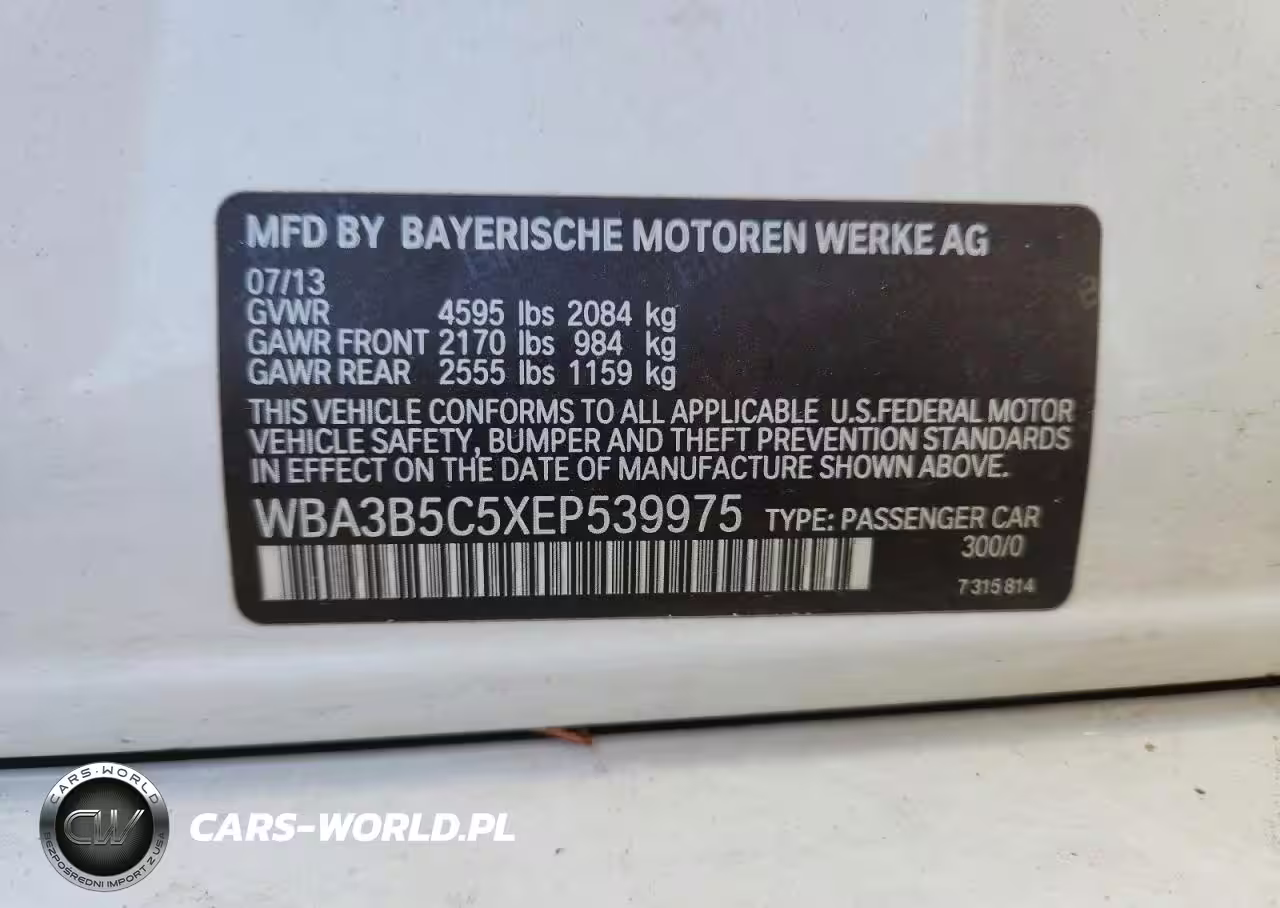 MFD BY BAYERISCHE MOTOREN WERKE AG
07/13
GVWR 4595 lbs 2084 kg
GAWR FRONT 2170 lbs 984 kg
GAWR REAR 2555 lbs 1159 kg
THIS VEHICLE CONFORMS TO ALL APPLICABLE U.S.FEDERAL MOTOR
VEHICLE SAFETY, BUMPER AND THEFT PREVENTION STANDARDS
IN EFFECT ON THE DATE OF MANUFACTURE SHOWN ABOVE.
WBA3B5C5XEP539975 TYPE: PASSENGER CAR
300/0
7315814
CARS-WORLD
CW
BEZPOŚREDNI IMPORT Z USA
CARS-WORLD.PL